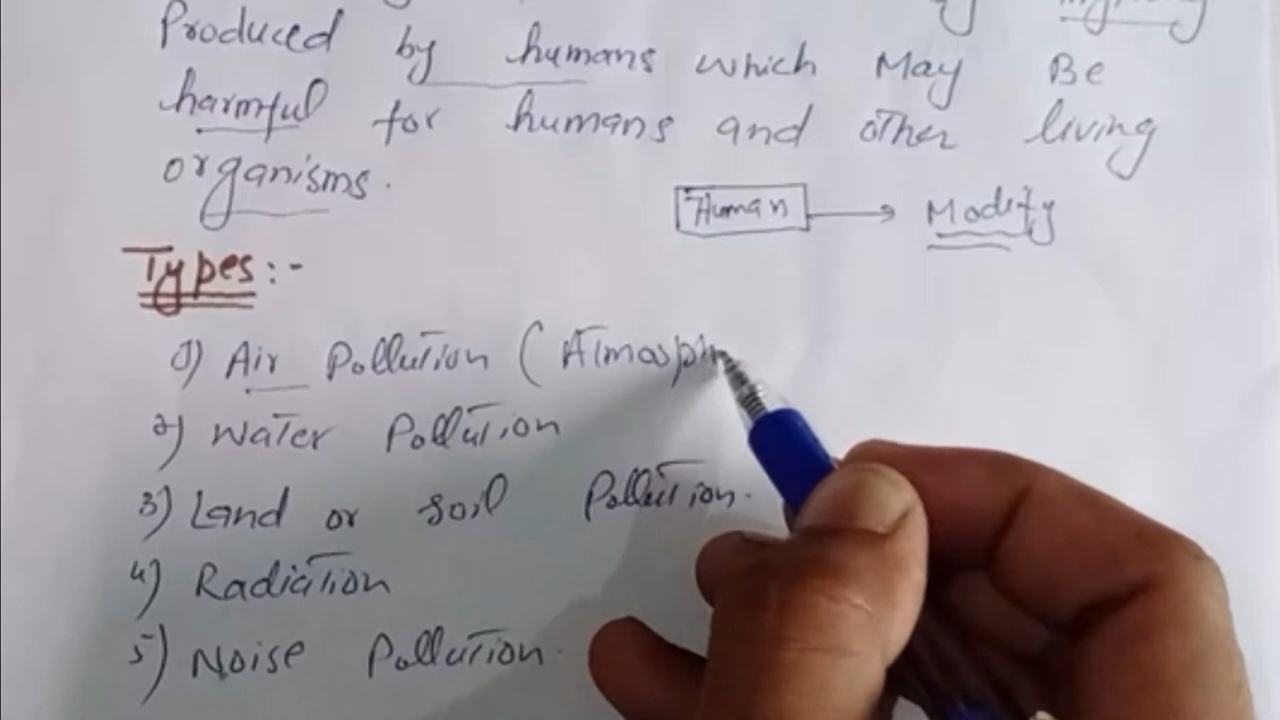 Produced by humans which May Be
harmful for humans and other living
organisms.
Human → Modify
Types:-
1) Air Pollution (Atmosph
2) Water Pollution
3) Land or soil Pollution.
4) Radiation
5) Noise Pollution.